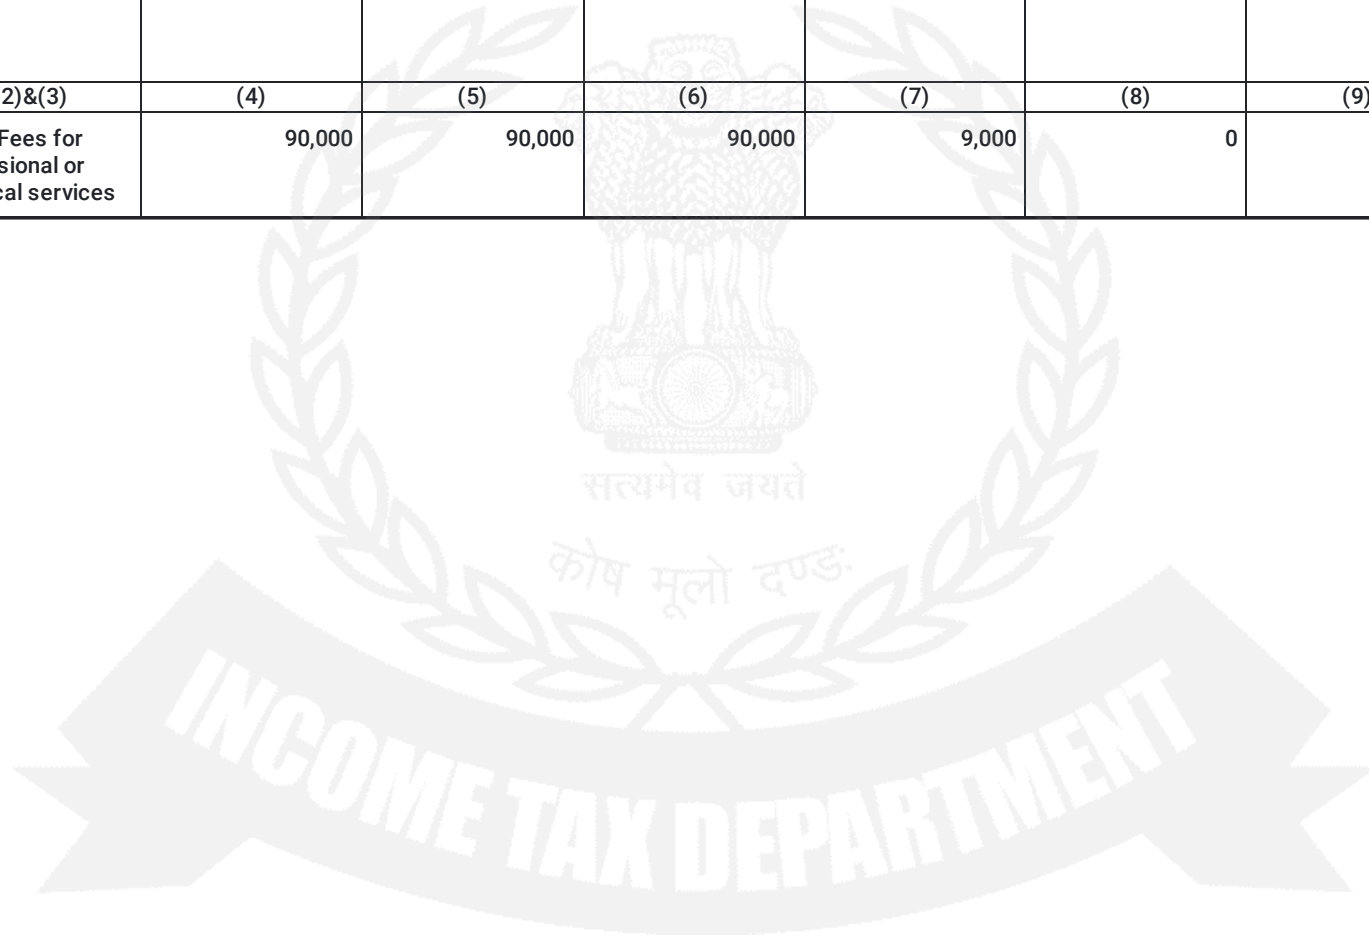 2)&(3) (4) (5) (6) (7) (8) (9)
Fees for 90,000 90,000 90,000 9,000 0
sional or
cal services
सत्यमेव जयते
कोष मूलो दण्डः
INCOME TAX DEPARTMENT